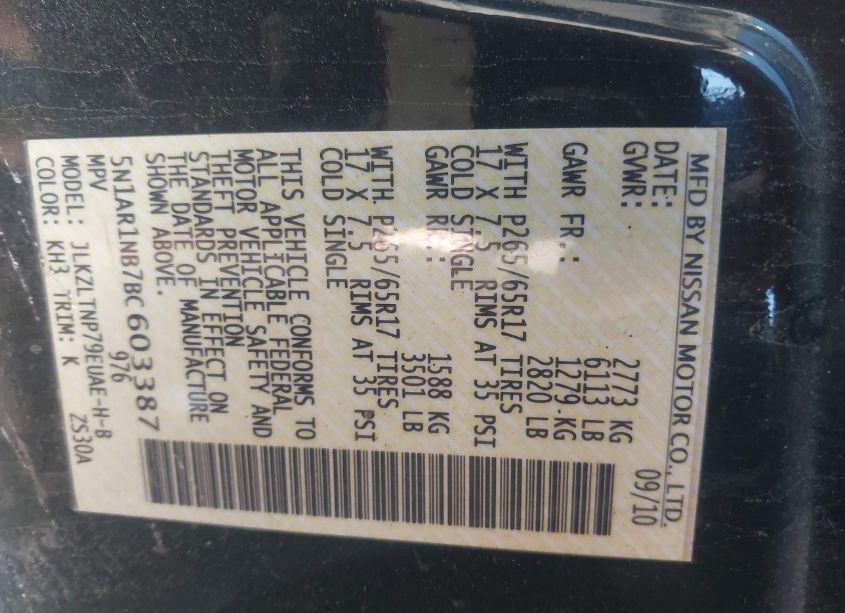 MFD BY NISSAN MOTOR CO., LTD.
DATE: 09/10
GVWR: 2773 KG
6113 LB
GAWR FR: 1279 KG
2820 LB
WITH P265/65R17 TIRES
17 X 7.5 RIMS AT 35 PSI
COLD SINGLE
GAWR RR: 1588 KG
3501 LB
WITH P265/65R17 TIRES
17 X 7.5 RIMS AT 35 PSI
COLD SINGLE
THIS VEHICLE CONFORMS TO
ALL APPLICABLE FEDERAL
MOTOR VEHICLE SAFETY AND
THEFT PREVENTION
STANDARDS IN EFFECT ON
THE DATE OF MANUFACTURE
SHOWN ABOVE.
5N1AR1NB7BC603387
MPV 976
MODEL: JLKZLTNP79EUAE-H-B
COLOR: KH3 TRIM: K ZS30A